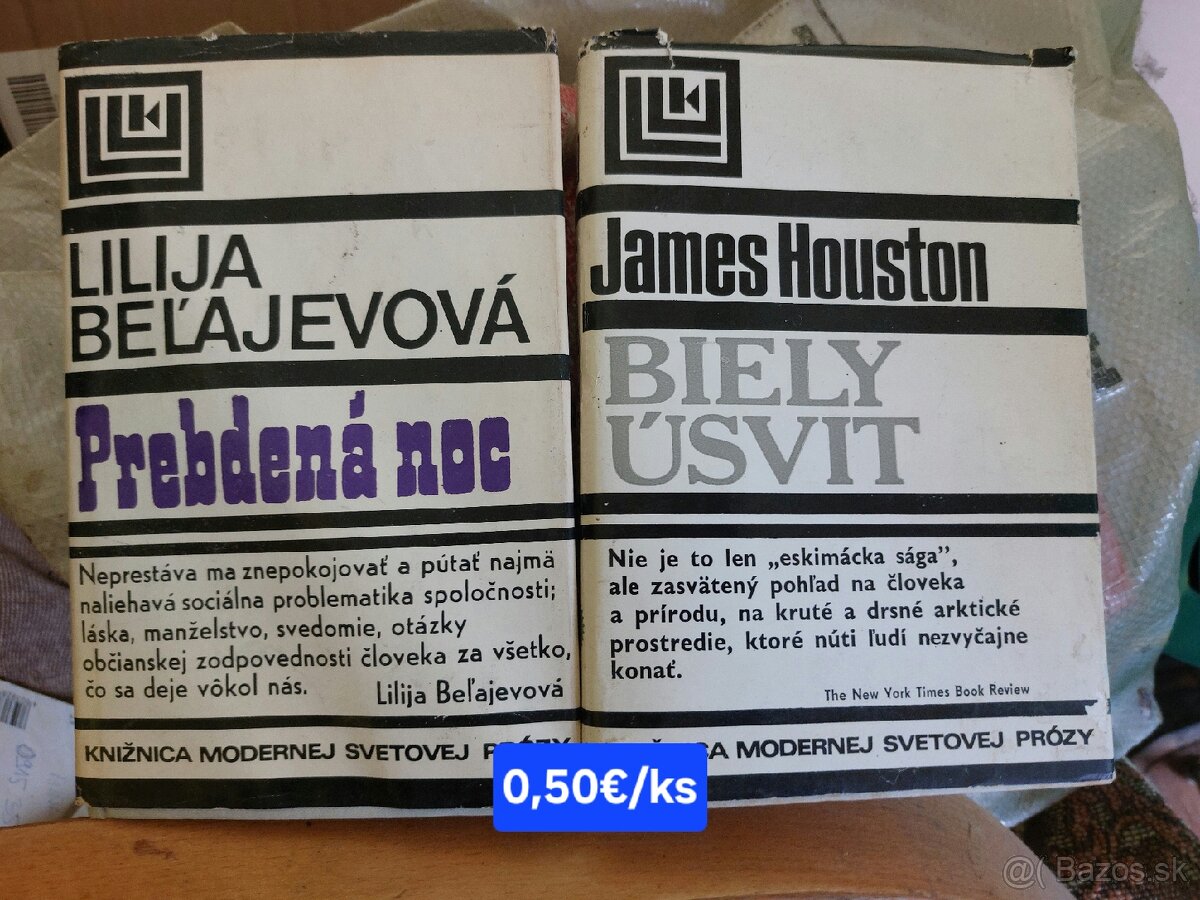 LILIJA
BEĽAJEVOVÁ
Prebdená noc
Neprestáva ma znepokojovať a pútať najmä
naliehavá sociálna problematika spoločnosti;
láska, manželstvo, svedomie, otázky
občianskej zodpovednosti človeka za všetko,
čo sa deje vôkol nás.
Lilija Beľajevová
KNIŽNICA MODERNEJ SVETOVEJ PRÓZY
James Houston
BIELY
ÚSVIT
Nie je to len „eskimácka sága”,
ale zasvätený pohľad na človeka
a prírodu, na kruté a drsné arktické
prostredie, ktoré núti ľudí nezvyčajne
konať.
The New York Times Book Review
MODERNEJ SVETOVEJ PRÓZY
0,50€/ks
@( Bazos.sk